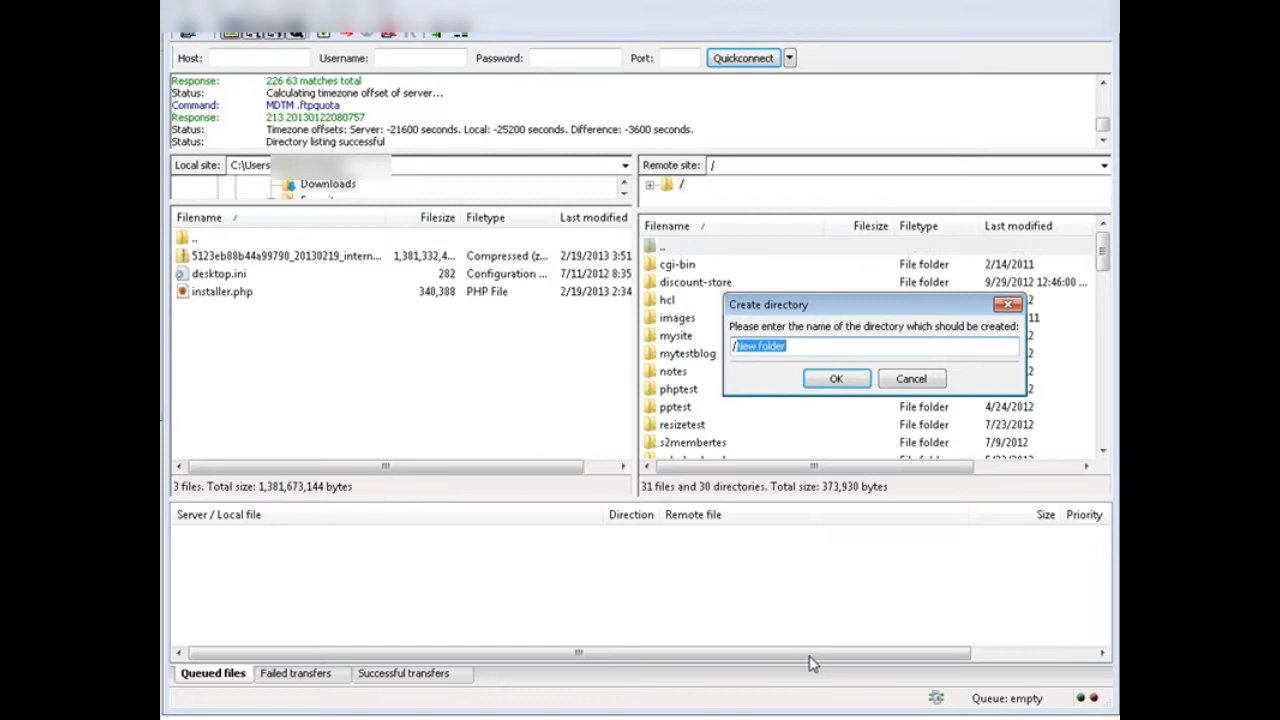 Host: Username: Password: Port: Quickconnect
Response: 226 63 matches total
Status: Calculating timezone offset of server...
Command: MDTM .ftpquota
Response: 213 20130122080757
Status: Timezone offsets: Server: -21600 seconds. Local: -25200 seconds. Difference: -3600 seconds.
Status: Directory listing successful
Local site: C:\Users
Downloads
Filename / Filesize Filetype Last modified
..
5123eb88b44a99790_20130219_intern... 1,381,332,4... Compressed (z... 2/19/2013 3:51
desktop.ini 282 Configuration ... 7/11/2012 8:35
installer.php 340,388 PHP File 2/19/2013 2:34
3 files. Total size: 1,381,673,144 bytes
Remote site: /
/
Filename / Filesize Filetype Last modified
..
cgi-bin File folder 2/14/2011
discount-store File folder 9/29/2012 12:46:00 ...
hcl 2
images 11
mysite 2
mytestblog 2
notes 2
phptest File folder 2
pptest File folder 4/24/2012
resizetest File folder 7/23/2012
s2membertes File folder 7/9/2012
31 files and 30 directories. Total size: 373,930 bytes
Create directory
Please enter the name of the directory which should be created:
/New folder
OK Cancel
Server / Local file Direction Remote file Size Priority
Queued files Failed transfers Successful transfers
Queue: empty